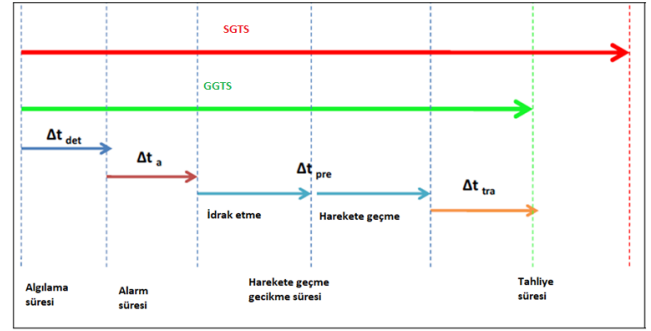 SGTS
GGTS
Δt det
Δt a
Δt pre
Δt tra
İdrak etme
Harekete geçme
Algılama
süresi
Alarm
süresi
Harekete geçme
gecikme süresi
Tahliye
süresi